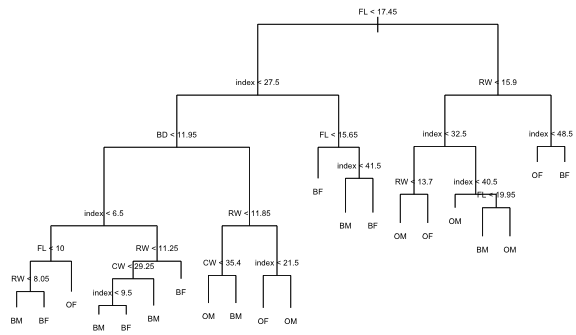 FL < 17.45
index < 27.5
RW < 15.9
BD < 11.95
FL < 15.65
index < 32.5
index < 48.5
index < 41.5
OF
BF
BF
RW < 13.7
index < 40.5
FL < 19.95
index < 6.5
RW < 11.85
BM
BF
OM
OF
OM
BM
OM
FL < 10
RW < 11.25
CW < 35.4
index < 21.5
RW < 8.05
OF
CW < 29.25
BF
index < 9.5
BM
BF
BM
BF
BM
OM
BM
OF
OM